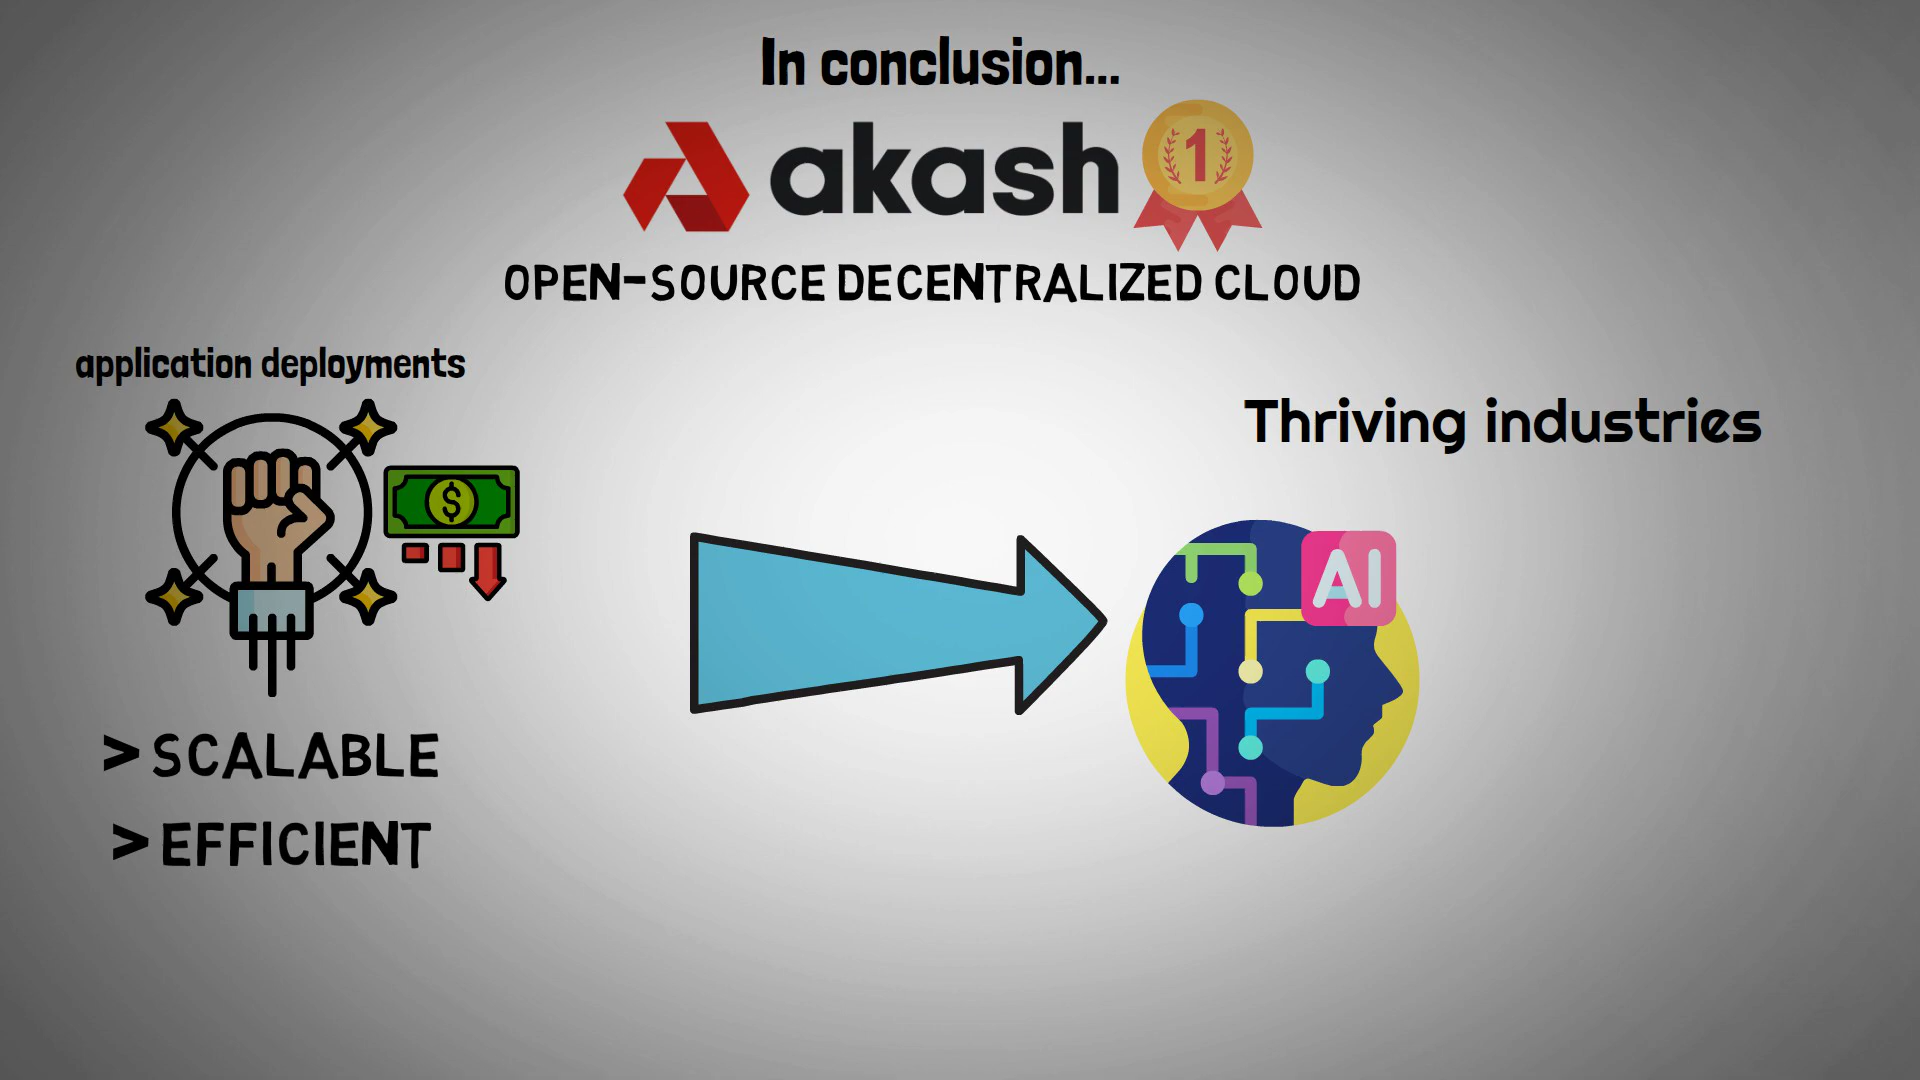 In conclusion...
akash
1
OPEN-SOURCE DECENTRALIZED CLOUD
application deployments
$
> SCALABLE
> EFFICIENT
Thriving industries
AI